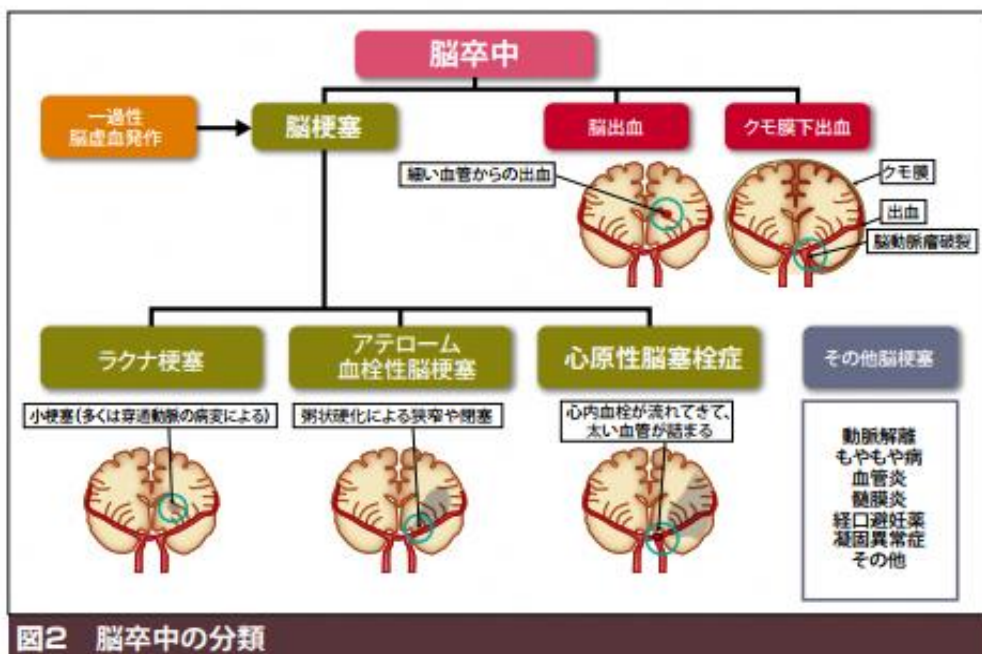 脳卒中
一過性
脳虚血発作
脳梗塞
脳出血
クモ膜下出血
細い血管からの出血
クモ膜
出血
脳動脈瘤破裂
ラクナ梗塞
アテローム
血栓性脳梗塞
心原性脳塞栓症
その他脳梗塞
小梗塞(多くは穿通動脈の病変による)
粥状硬化による狭窄や閉塞
心内血栓が流れてきて、
太い血管が詰まる
動脈解離
もやもや病
血管炎
髄膜炎
経口避妊薬
凝固異常症
その他
図2 脳卒中の分類